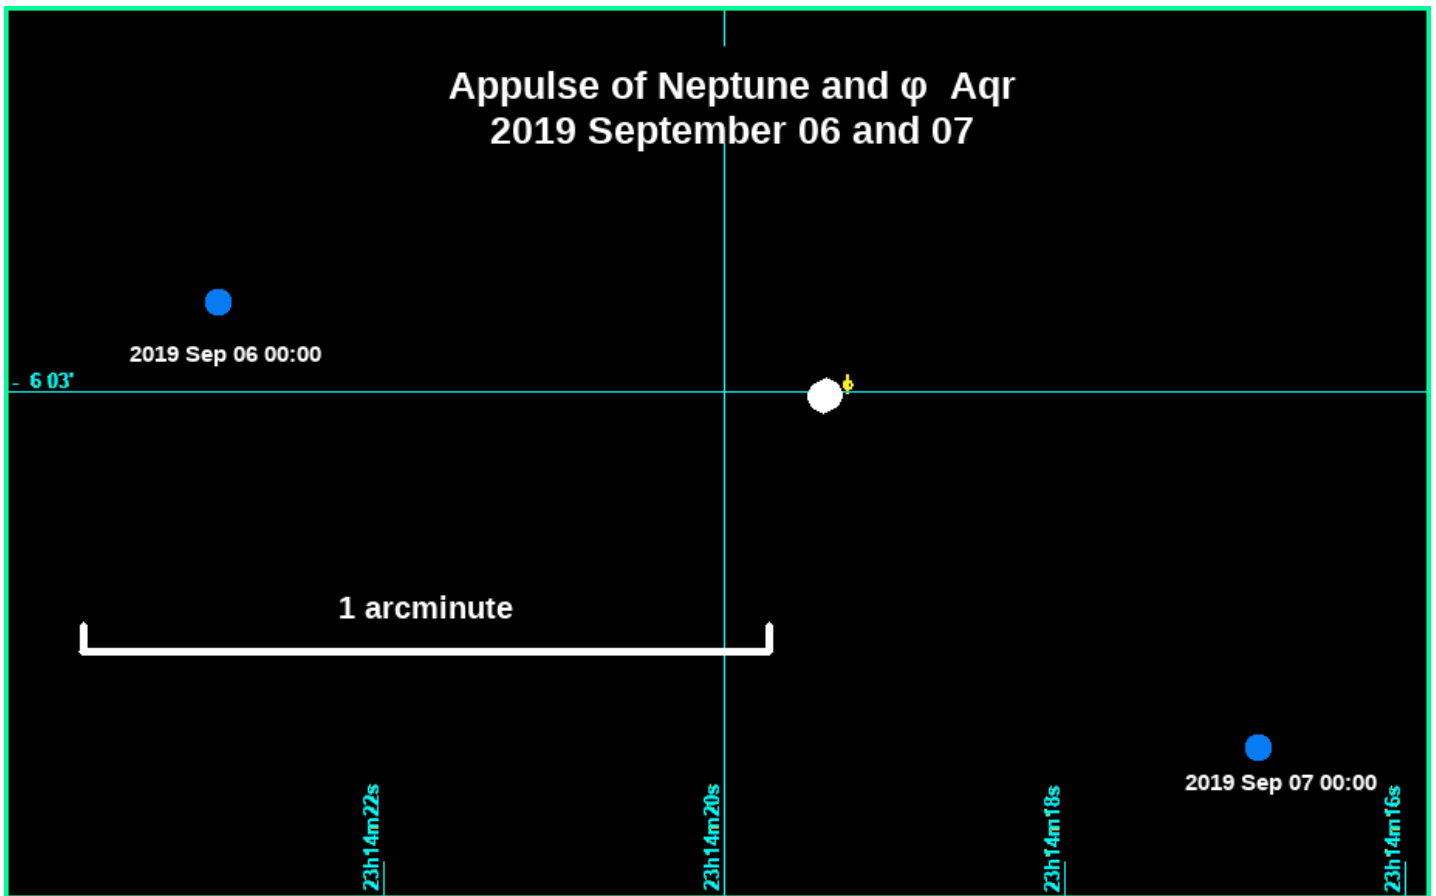 Appulse of Neptune and φ Aqr
2019 September 06 and 07
2019 Sep 06 00:00
- 6 03'
ϕ
1 arcminute
2019 Sep 07 00:00
23h14m22s
23h14m20s
23h14m18s
23h14m16s